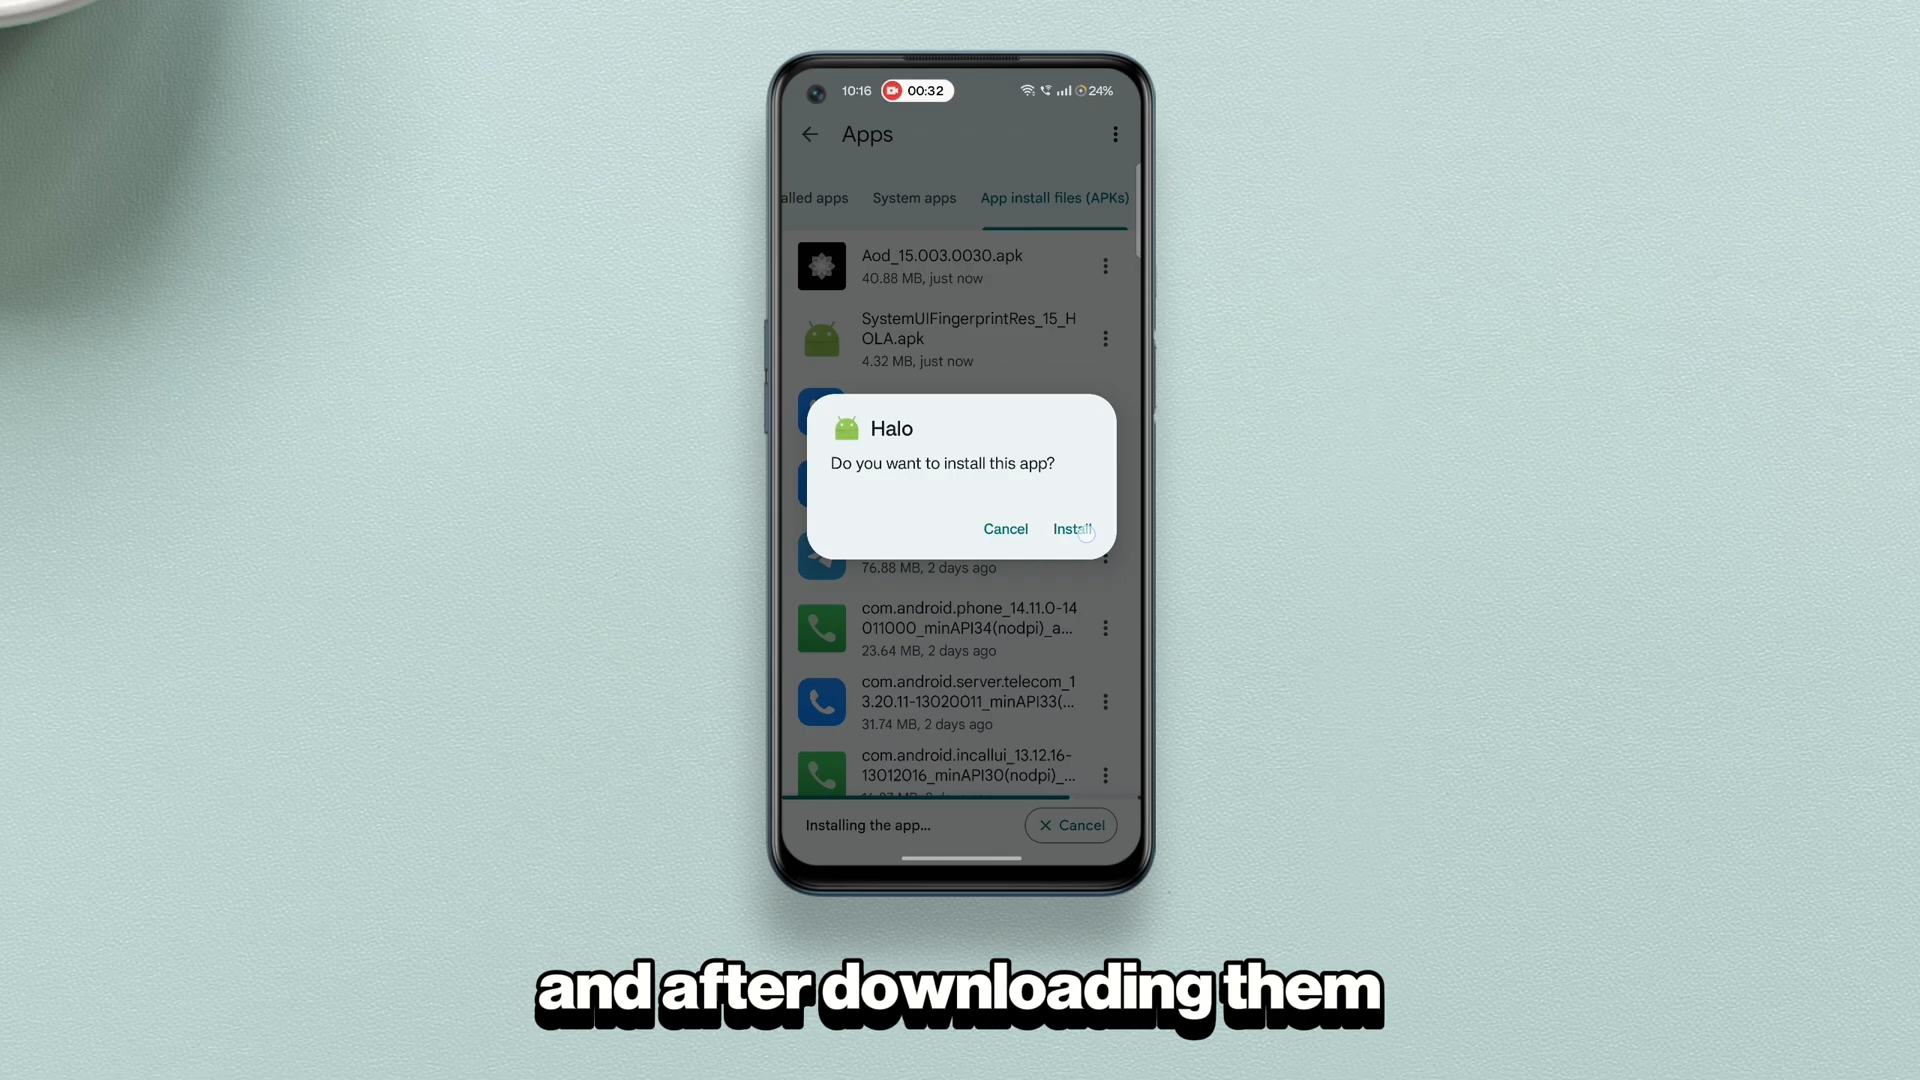 10:16 00:32 24%
Apps
alled apps System apps App install files (APKs)
Aod_15.003.0030.apk
40.88 MB, just now
SystemUIFingerprintRes_15_H
OLA.apk
4.32 MB, just now
Halo
Do you want to install this app?
Cancel Install
76.88 MB, 2 days ago
com.android.phone_14.11.0-14
011000_minAPI34(nodpi)_a...
23.64 MB, 2 days ago
com.android.server.telecom_1
3.20.11-13020011_minAPI33(...
31.74 MB, 2 days ago
com.android.incallui_13.12.16-
13012016_minAPI30(nodpi)_...
Installing the app... Cancel
and after downloading them